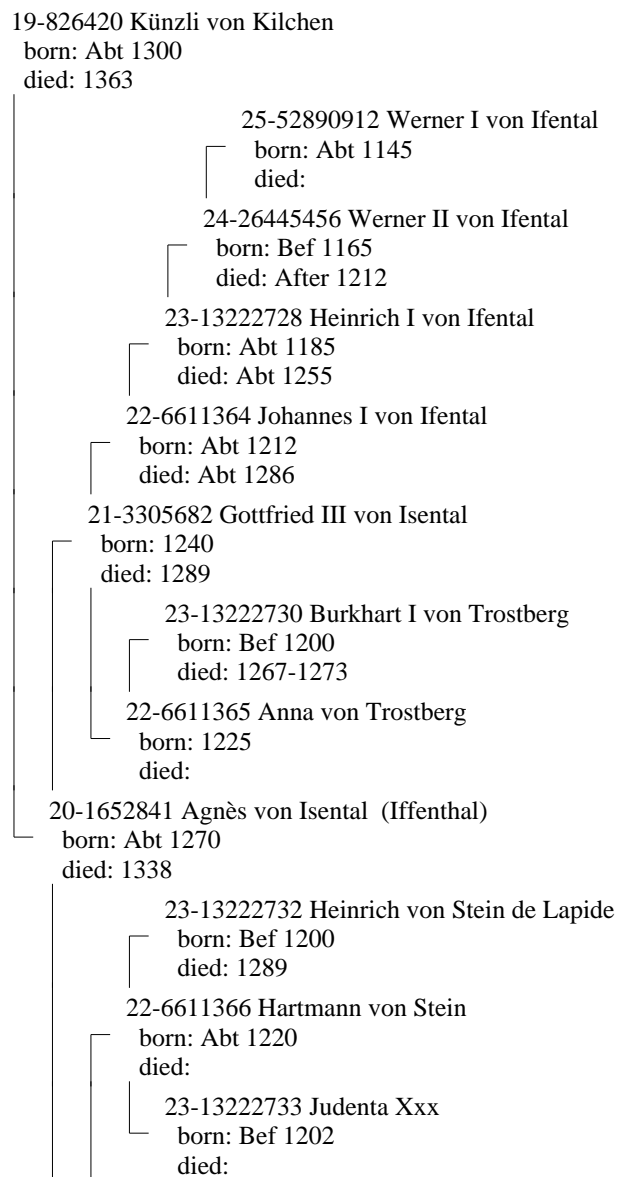 19-826420 Künzli von Kilchen
born: Abt 1300
died: 1363
25-52890912 Werner I von Ifental
born: Abt 1145
died:
24-26445456 Werner II von Ifental
born: Bef 1165
died: After 1212
23-13222728 Heinrich I von Ifental
born: Abt 1185
died: Abt 1255
22-6611364 Johannes I von Ifental
born: Abt 1212
died: Abt 1286
21-3305682 Gottfried III von Isental
born: 1240
died: 1289
23-13222730 Burkhart I von Trostberg
born: Bef 1200
died: 1267-1273
22-6611365 Anna von Trostberg
born: 1225
died:
20-1652841 Agnès von Isental (Iffenthal)
born: Abt 1270
died: 1338
23-13222732 Heinrich von Stein de Lapide
born: Bef 1200
died: 1289
22-6611366 Hartmann von Stein
born: Abt 1220
died:
23-13222733 Judenta Xxx
born: Bef 1202
died: